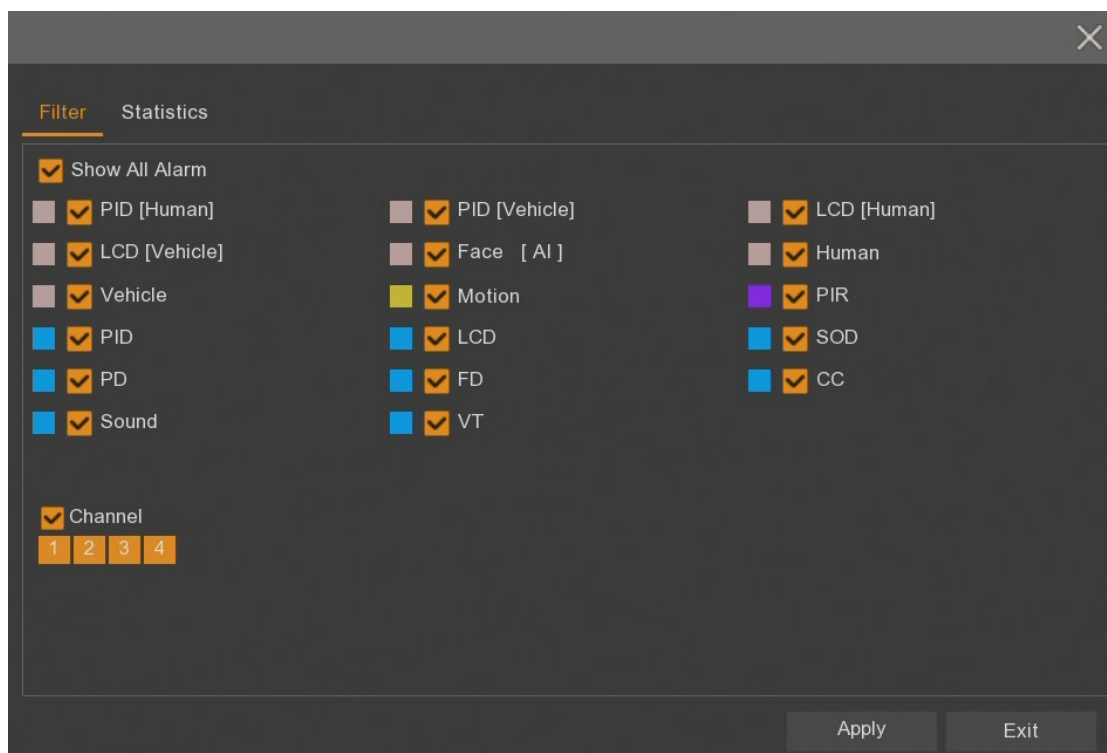 Filter Statistics
Show All Alarm
PID [Human] PID [Vehicle] LCD [Human]
LCD [Vehicle] Face [ AI ] Human
Vehicle Motion PIR
PID LCD SOD
PD FD CC
Sound VT
Channel
1 2 3 4
Apply Exit